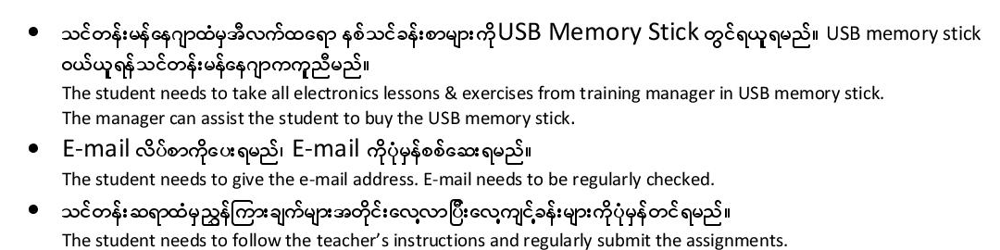 • သင်တန်းမန်နေဂျာထံမှအီလက်ထရော နစ်သင်ခန်းစာများကိုUSB Memory Stick တွင်ရယူရမည်။ USB memory stick
ဝယ်ယူရန်သင်တန်းမန်နေဂျာကကူညီမည်။
The student needs to take all electronics lessons & exercises from training manager in USB memory stick.
The manager can assist the student to buy the USB memory stick.
• E-mail လိပ်စာကိုပေးရမည်၊ E-mail ကိုပုံမှန်စစ်ဆေးရမည်။
The student needs to give the e-mail address. E-mail needs to be regularly checked.
• သင်တန်းဆရာထံမှညွှန်ကြားချက်များအတိုင်းလေ့လာပြီးလေ့ကျင့်ခန်းများကိုပုံမှန်တင်ရမည်။
The student needs to follow the teacher’s instructions and regularly submit the assignments.